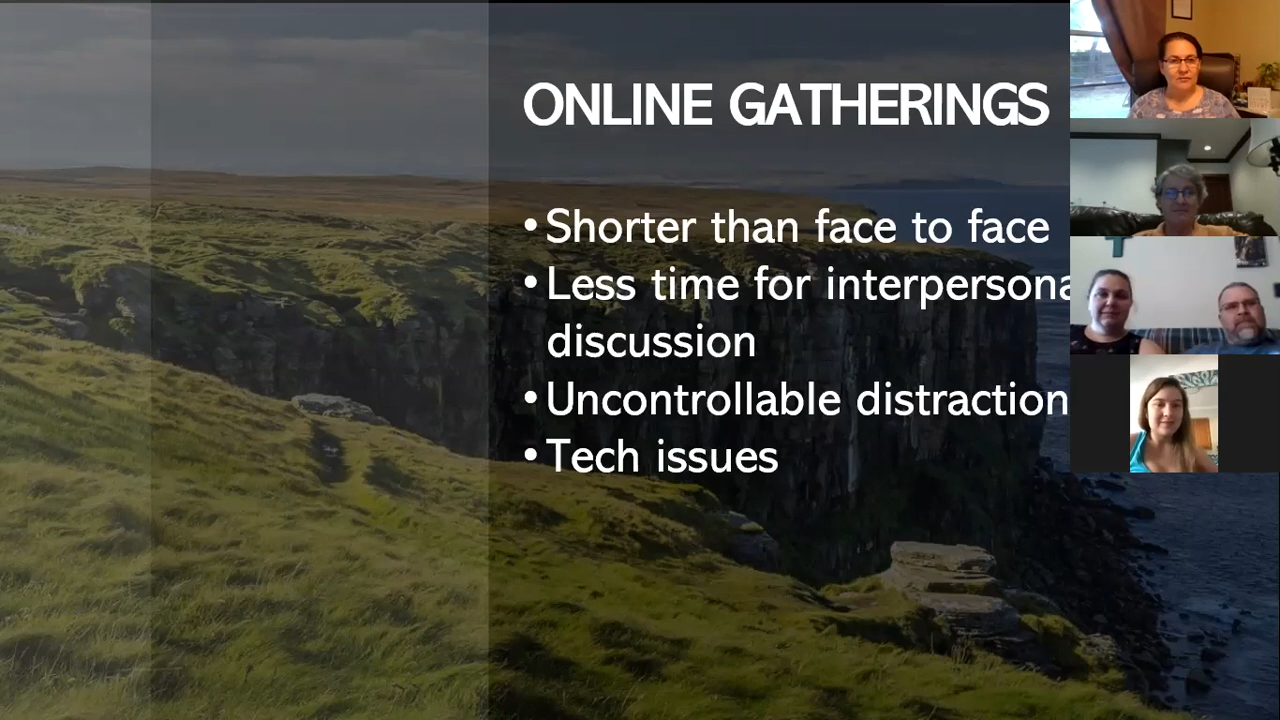 ONLINE GATHERINGS
• Shorter than face to face
• Less time for interpersona
discussion
• Uncontrollable distraction
• Tech issues